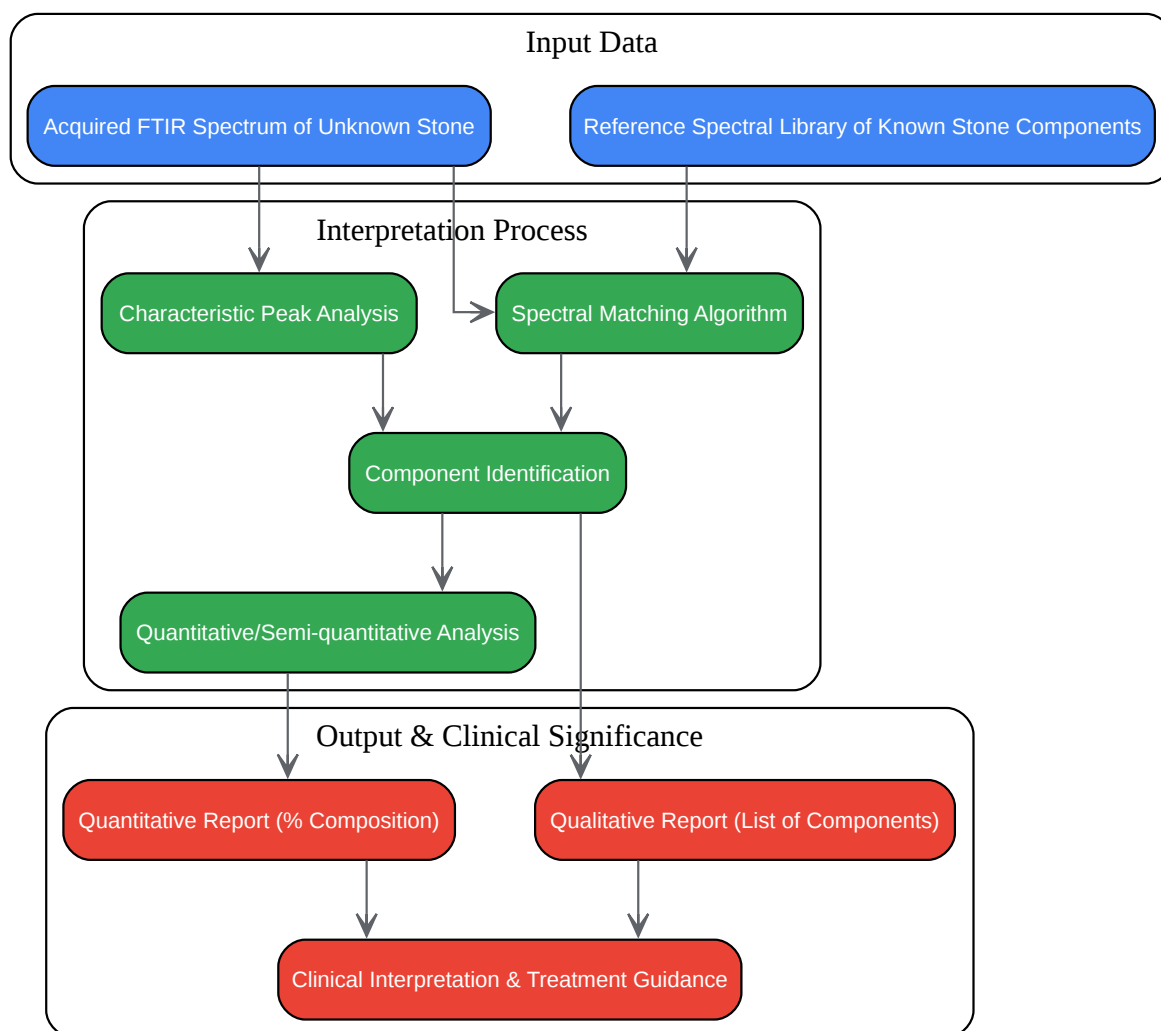 Input Data
Acquired FTIR Spectrum of Unknown Stone
Reference Spectral Library of Known Stone Components
Interpretation Process
Characteristic Peak Analysis
Spectral Matching Algorithm
Component Identification
Quantitative/Semi-quantitative Analysis
Output & Clinical Significance
Quantitative Report (% Composition)
Qualitative Report (List of Components)
Clinical Interpretation & Treatment Guidance